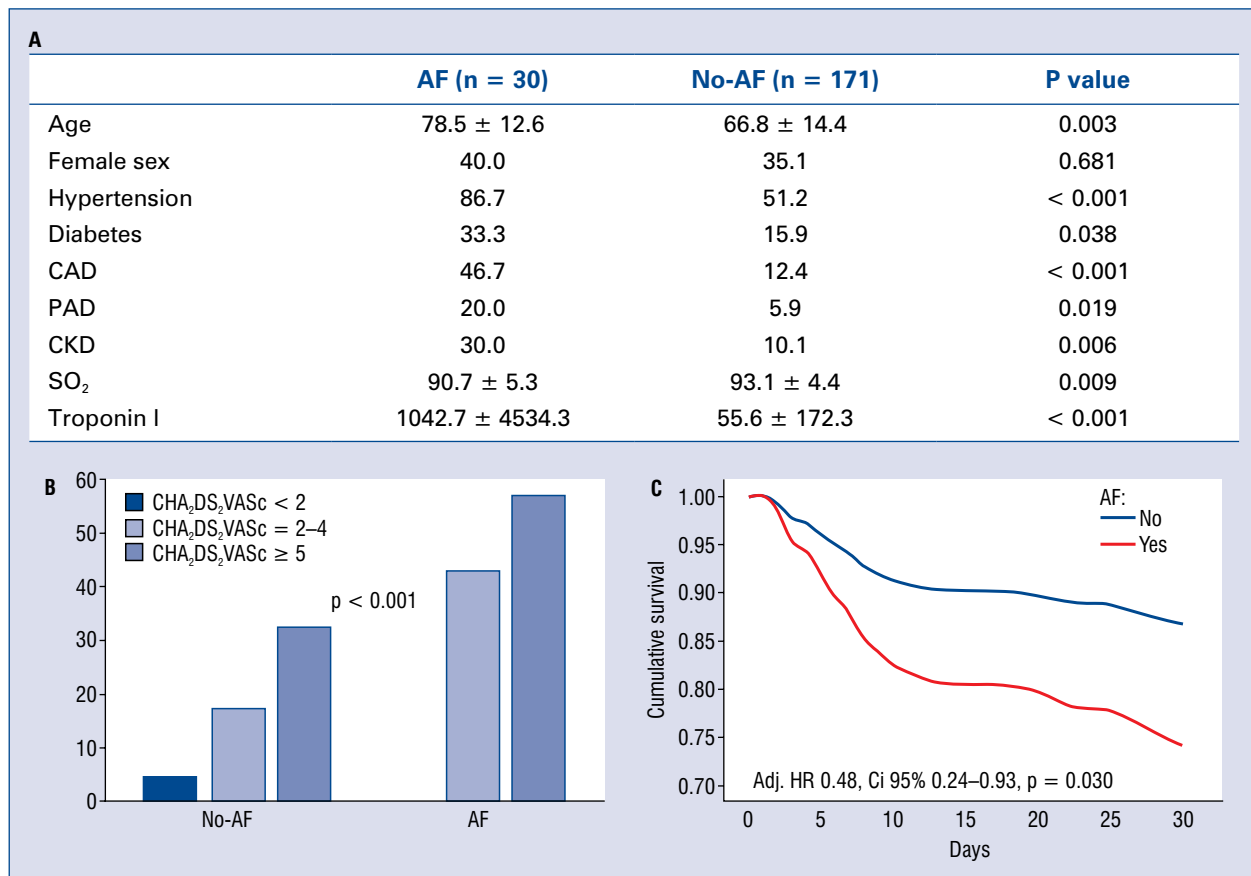 A
AF (n = 30) No-AF (n = 171) P value
Age 78.5 ± 12.6 66.8 ± 14.4 0.003
Female sex 40.0 35.1 0.681
Hypertension 86.7 51.2 < 0.001
Diabetes 33.3 15.9 0.038
CAD 46.7 12.4 < 0.001
PAD 20.0 5.9 0.019
CKD 30.0 10.1 0.006
SO₂ 90.7 ± 5.3 93.1 ± 4.4 0.009
Troponin I 1042.7 ± 4534.3 55.6 ± 172.3 < 0.001
B
60
50
40
30
20
10
0
CHA₂DS₂VASc < 2
CHA₂DS₂VASc = 2–4
CHA₂DS₂VASc ≥ 5
p < 0.001
No-AF AF
C
Cumulative survival
1.00
0.95
0.90
0.85
0.80
0.75
0.70
AF:
No
Yes
Adj. HR 0.48, Ci 95% 0.24–0.93, p = 0.030
0 5 10 15 20 25 30
Days